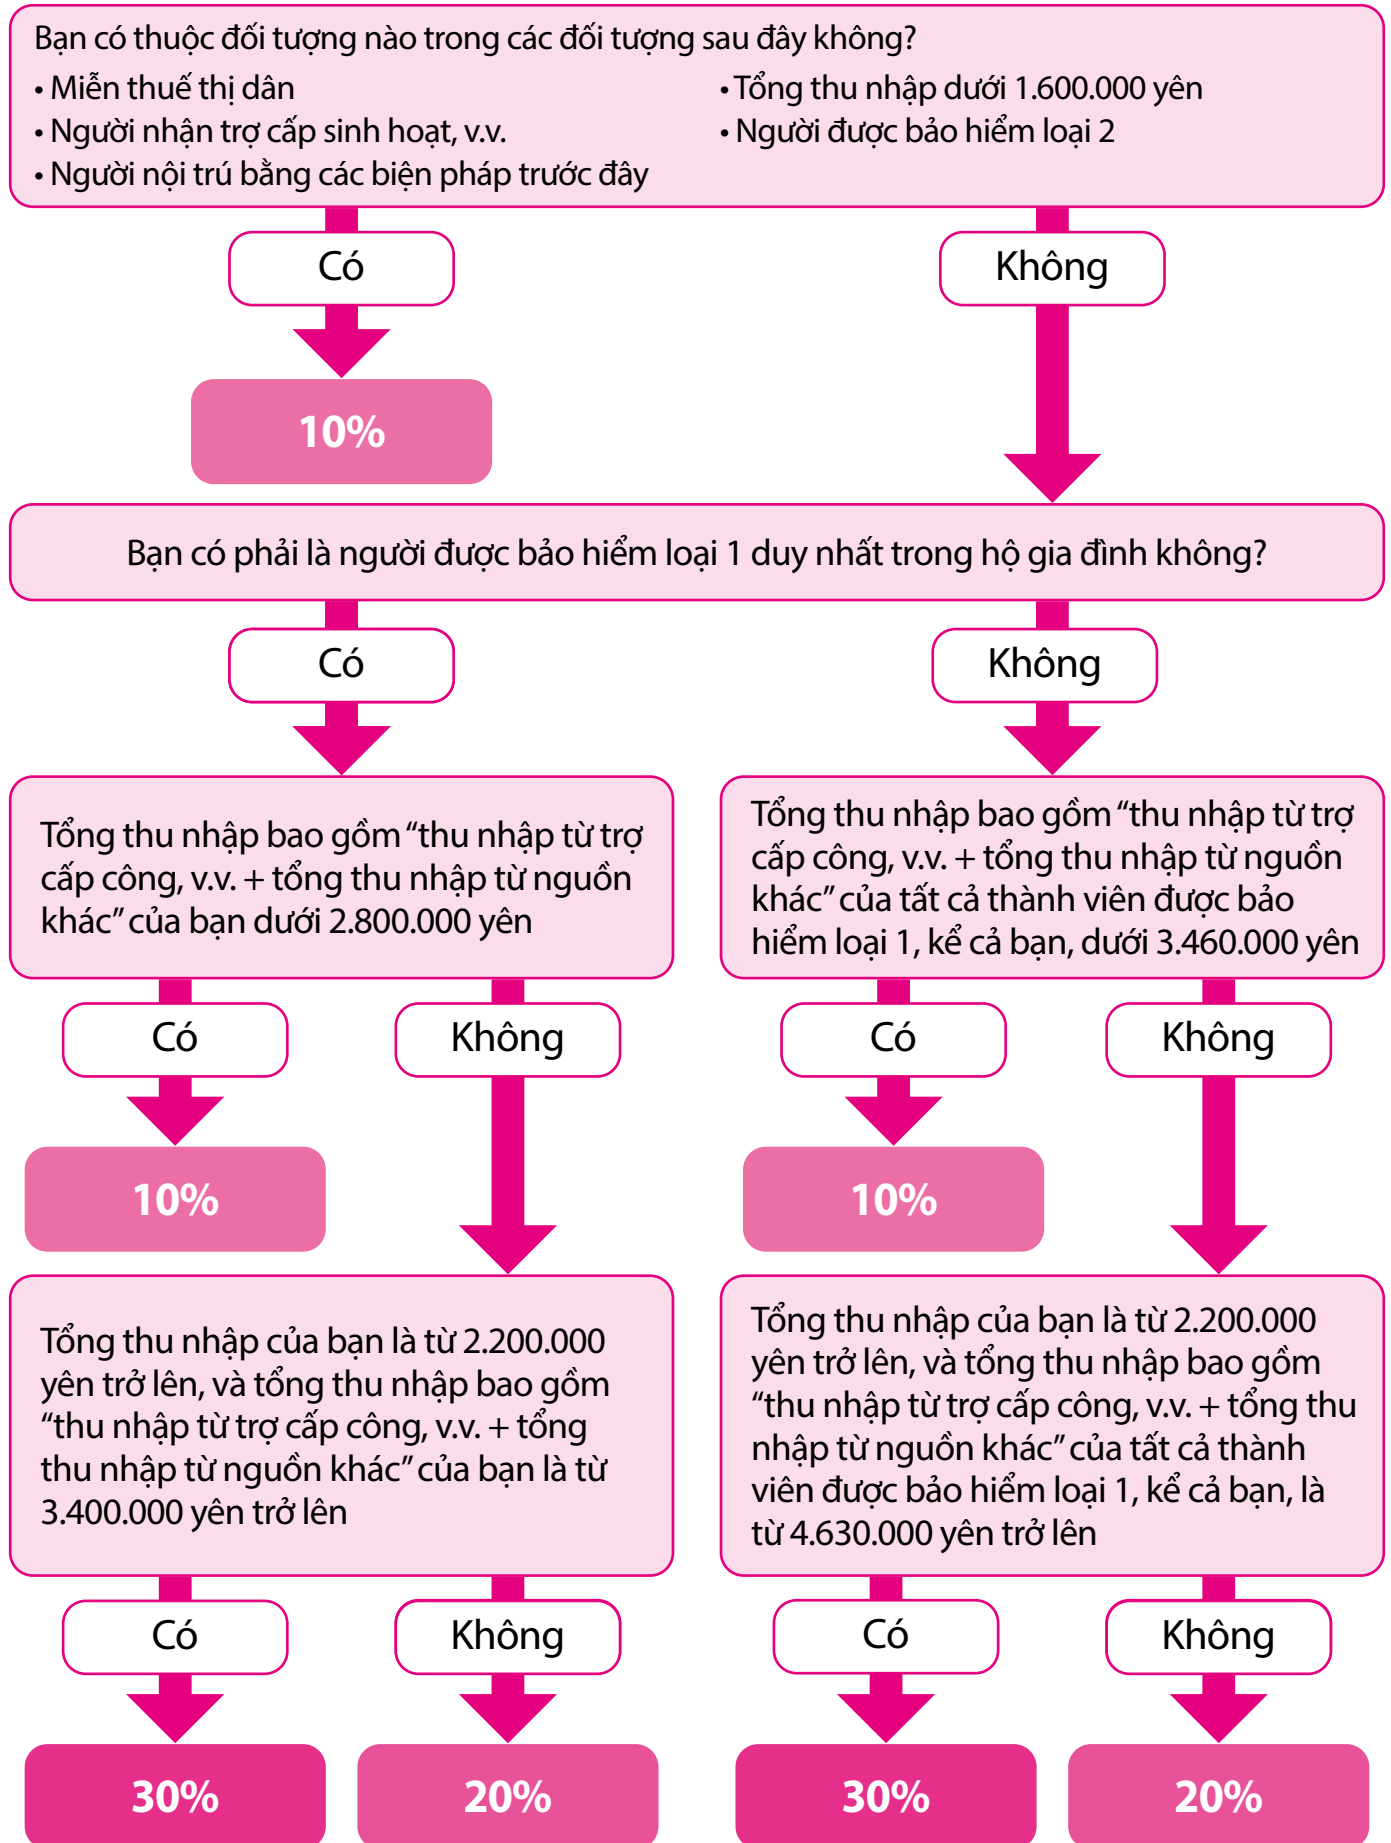 Bạn có thuộc đối tượng nào trong các đối tượng sau đây không?
• Miễn thuế thị dân
• Người nhận trợ cấp sinh hoạt, v.v.
• Người nội trú bằng các biện pháp trước đây
• Tổng thu nhập dưới 1.600.000 yên
• Người được bảo hiểm loại 2
Có
Không
10%
Bạn có phải là người được bảo hiểm loại 1 duy nhất trong hộ gia đình không?
Có
Không
Tổng thu nhập bao gồm “thu nhập từ trợ
cấp công, v.v. + tổng thu nhập từ nguồn
khác” của bạn dưới 2.800.000 yên
Tổng thu nhập bao gồm “thu nhập từ trợ
cấp công, v.v. + tổng thu nhập từ nguồn
khác” của tất cả thành viên được bảo
hiểm loại 1, kể cả bạn, dưới 3.460.000 yên
Có
Không
Có
Không
10%
10%
Tổng thu nhập của bạn là từ 2.200.000
yên trở lên, và tổng thu nhập bao gồm
“thu nhập từ trợ cấp công, v.v. + tổng
thu nhập từ nguồn khác” của bạn là từ
3.400.000 yên trở lên
Tổng thu nhập của bạn là từ 2.200.000
yên trở lên, và tổng thu nhập bao gồm
“thu nhập từ trợ cấp công, v.v. + tổng thu
nhập từ nguồn khác” của tất cả thành
viên được bảo hiểm loại 1, kể cả bạn, là
từ 4.630.000 yên trở lên
Có
Không
Có
Không
30%
20%
30%
20%